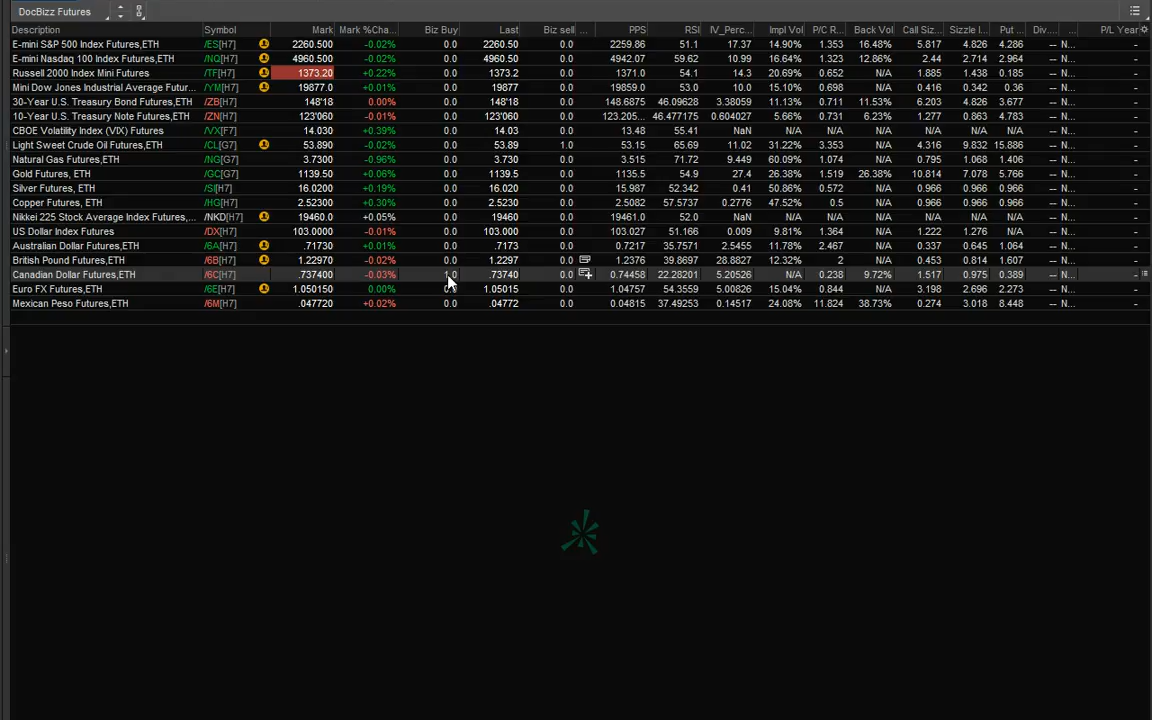 DocBizz Futures
Description Symbol Mark Mark %Cha... Biz Buy Last Biz sell ... PPS RSI IV_Perc... Impl Vol P/C R... Back Vol Call Siz... Sizzle I... Put ... Div... ... P/L Year
E-mini S&P 500 Index Futures,ETH /ES[H7] 2260.500 -0.02% 0.0 2260.50 0.0 2259.86 51.1 17.37 14.90% 1.353 16.48% 5.817 4.826 4.286 -- N... -
E-mini Nasdaq 100 Index Futures,ETH /NQ[H7] 4960.500 -0.02% 0.0 4960.50 0.0 4942.07 59.1 10.99 16.64% 1.323 12.86% 2.44 2.714 2.964 -- N... -
Russell 2000 Index Mini Futures /TF[H7] 1373.20 +0.22% 0.0 1373.2 0.0 1371.0 54.1 14.3 20.69% 0.652 N/A 1.885 1.438 0.185 -- N... -
Mini Dow Jones Industrial Average Futur... /YM[H7] 19877.0 +0.01% 0.0 19877 0.0 19859.0 53.0 10.0 15.10% 0.698 N/A 0.416 0.342 0.36 -- N... -
30-Year U.S. Treasury Bond Futures,ETH /ZB[H7] 148'18 0.00% 0.0 148'18 0.0 148.6875 46.09628 3.38059 11.13% 0.711 11.53% 6.203 4.826 3.677 -- N... -
10-Year U.S. Treasury Note Futures,ETH /ZN[H7] 123'060 -0.01% 0.0 123'060 0.0 123.205... 46.477175 0.604027 5.66% 0.731 6.23% 1.277 0.863 4.783 -- N... -
CBOE Volatility Index (VIX) Futures /VX[F7] 14.030 +0.39% 0.0 14.03 0.0 13.48 55.41 NaN N/A N/A N/A N/A N/A N/A -- N... -
Light Sweet Crude Oil Futures,ETH /CL[G7] 53.890 -0.02% 0.0 53.89 1.0 53.15 65.69 11.02 31.22% 3.353 N/A 4.316 9.832 15.886 -- N... -
Natural Gas Futures,ETH /NG[G7] 3.7300 -0.96% 0.0 3.730 0.0 3.515 71.72 9.449 60.09% 1.074 N/A 0.795 1.068 1.406 -- N... -
Gold Futures, ETH /GC[G7] 1139.50 +0.06% 0.0 1139.5 0.0 1135.5 54.9 27.4 26.38% 1.519 26.38% 10.814 7.078 5.766 -- N... -
Silver Futures, ETH /SI[H7] 16.0200 +0.19% 0.0 16.020 0.0 15.987 52.342 0.41 50.86% 0.572 N/A 0.966 0.966 0.966 -- N... -
Copper Futures, ETH /HG[H7] 2.52300 +0.30% 0.0 2.5230 0.0 2.5082 57.5737 0.2776 47.52% 0.5 N/A 0.966 0.966 0.966 -- N... -
Nikkei 225 Stock Average Index Futures,... /NKD[H7] 19460.0 +0.05% 0.0 19460 0.0 19461.0 52.0 NaN N/A N/A N/A N/A N/A N/A -- N... -
US Dollar Index Futures /DX[H7] 103.0000 -0.01% 0.0 103.000 0.0 103.027 51.166 0.009 9.81% 1.364 N/A 1.222 1.276 N/A -- N... -
Australian Dollar Futures,ETH /6A[H7] .71730 +0.01% 0.0 .7173 0.0 0.7217 35.7571 2.5455 11.78% 2.467 N/A 0.337 0.645 1.064 -- N... -
British Pound Futures,ETH /6B[H7] 1.22970 -0.02% 0.0 1.2297 0.0 1.2376 39.8697 28.8827 12.32% 2 N/A 0.453 0.814 1.607 -- N... -
Canadian Dollar Futures,ETH /6C[H7] .737400 -0.03% 1.0 .73740 0.0 0.74458 22.28201 5.20526 N/A 0.238 9.72% 1.517 0.975 0.389 -- N... -
Euro FX Futures,ETH /6E[H7] 1.050150 0.00% 0.0 1.05015 0.0 1.04757 54.3559 5.00826 15.04% 0.844 N/A 3.198 2.696 2.273 -- N... -
Mexican Peso Futures,ETH /6M[H7] .047720 +0.02% 0.0 .04772 0.0 0.04815 37.49253 0.14517 24.08% 11.824 38.73% 0.274 3.018 8.448 -- N... -